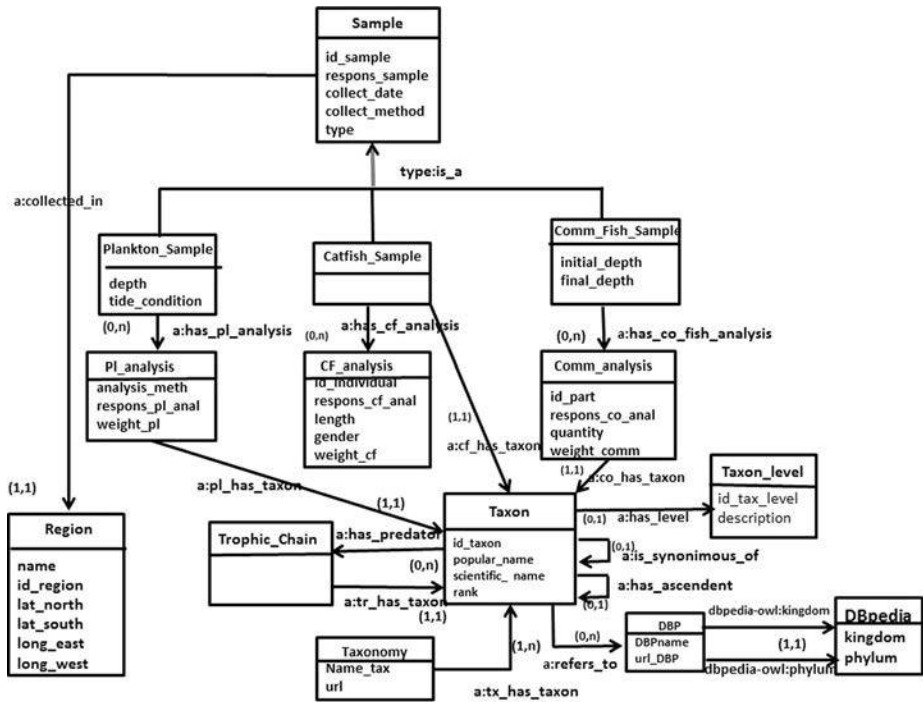 Sample
id_sample
respons_sample
collect_date
collect_method
type
type:is_a
a:collected_in
Plankton_Sample
depth
tide_condition
Catfish_Sample
Comm_Fish_Sample
initial_depth
final_depth
(0,n)
a:has_pl_analysis
(0,n)
a:has_cf_analysis
(0,n)
a:has_co_fish_analysis
Pl_analysis
analysis_meth
respons_pl_anal
weight_pl
CF_analysis
id_individual
respons_cf_anal
length
gender
weight_cf
Comm_analysis
id_part
respons_co_anal
quantity
weight_comm
(1,1)
a:cf_has_taxon
(1,1)
a:co_has_taxon
a:pl_has_taxon
(1,1)
Taxon_level
id_tax_level
description
(1,1)
Region
name
id_region
lat_north
lat_south
long_east
long_west
Trophic_Chain
a:has_predator
(0,n)
a:tr_has_taxon
(1,1)
Taxon
id_taxon
popular_name
scientific_ name
rank
(0,1)
a:has_level
(0,1)
a:is_synonimous_of
a:has_ascendent
(0,1)
Taxonomy
Name_tax
url
(1,n)
a:tx_has_taxon
(0,n)
a:refers_to
DBP
DBPname
url_DBP
dbpedia-owl:kingdom
(1,1)
dbpedia-owl:phylum
DBpedia
kingdom
phylum